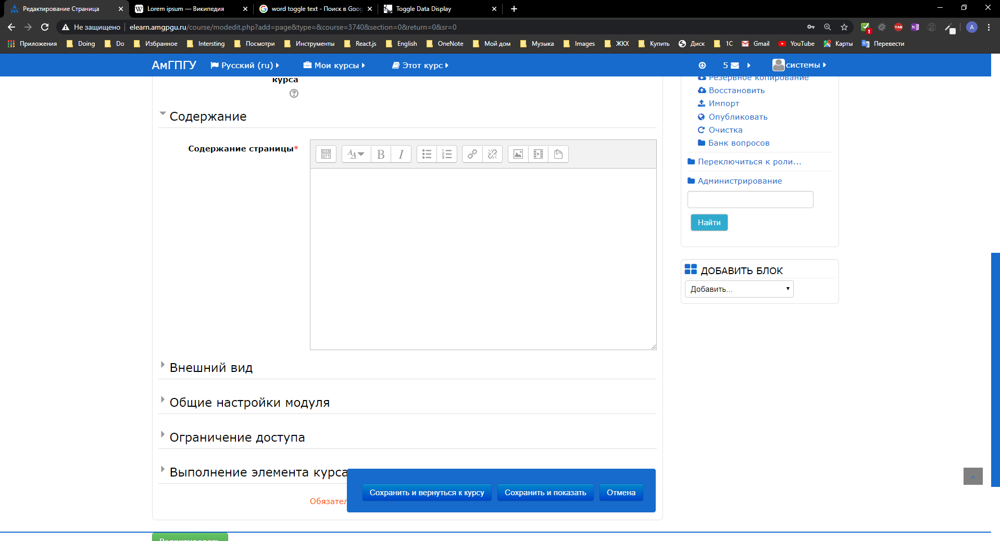 Редактирование Страница
Lorem ipsum — Википедия
word toggle text - Поиск в Goog
Toggle Data Display
Не защищено
elearn.amgpgu.ru/course/modedit.php?add=page&type=&course=3740&section=0&return=0&sr=0
Приложения Doing Do Избранное Intersting Посмотри Инструменты React.js English OneNote Мой дом Музыка Images ЖКХ Купить Диск 1С Gmail YouTube Карты Перевести
АмГПГУ Русский (ru) Мои курсы Этот курс 5 системы
курса
Содержание
Содержание страницы*
Внешний вид
Общие настройки модуля
Ограничение доступа
Выполнение элемента курса
Сохранить и вернуться к курсу Сохранить и показать Отмена
Обязател
Редактировать
Резервное копирование
Восстановить
Импорт
Опубликовать
Очистка
Банк вопросов
Переключиться к роли...
Администрирование
Найти
ДОБАВИТЬ БЛОК
Добавить...